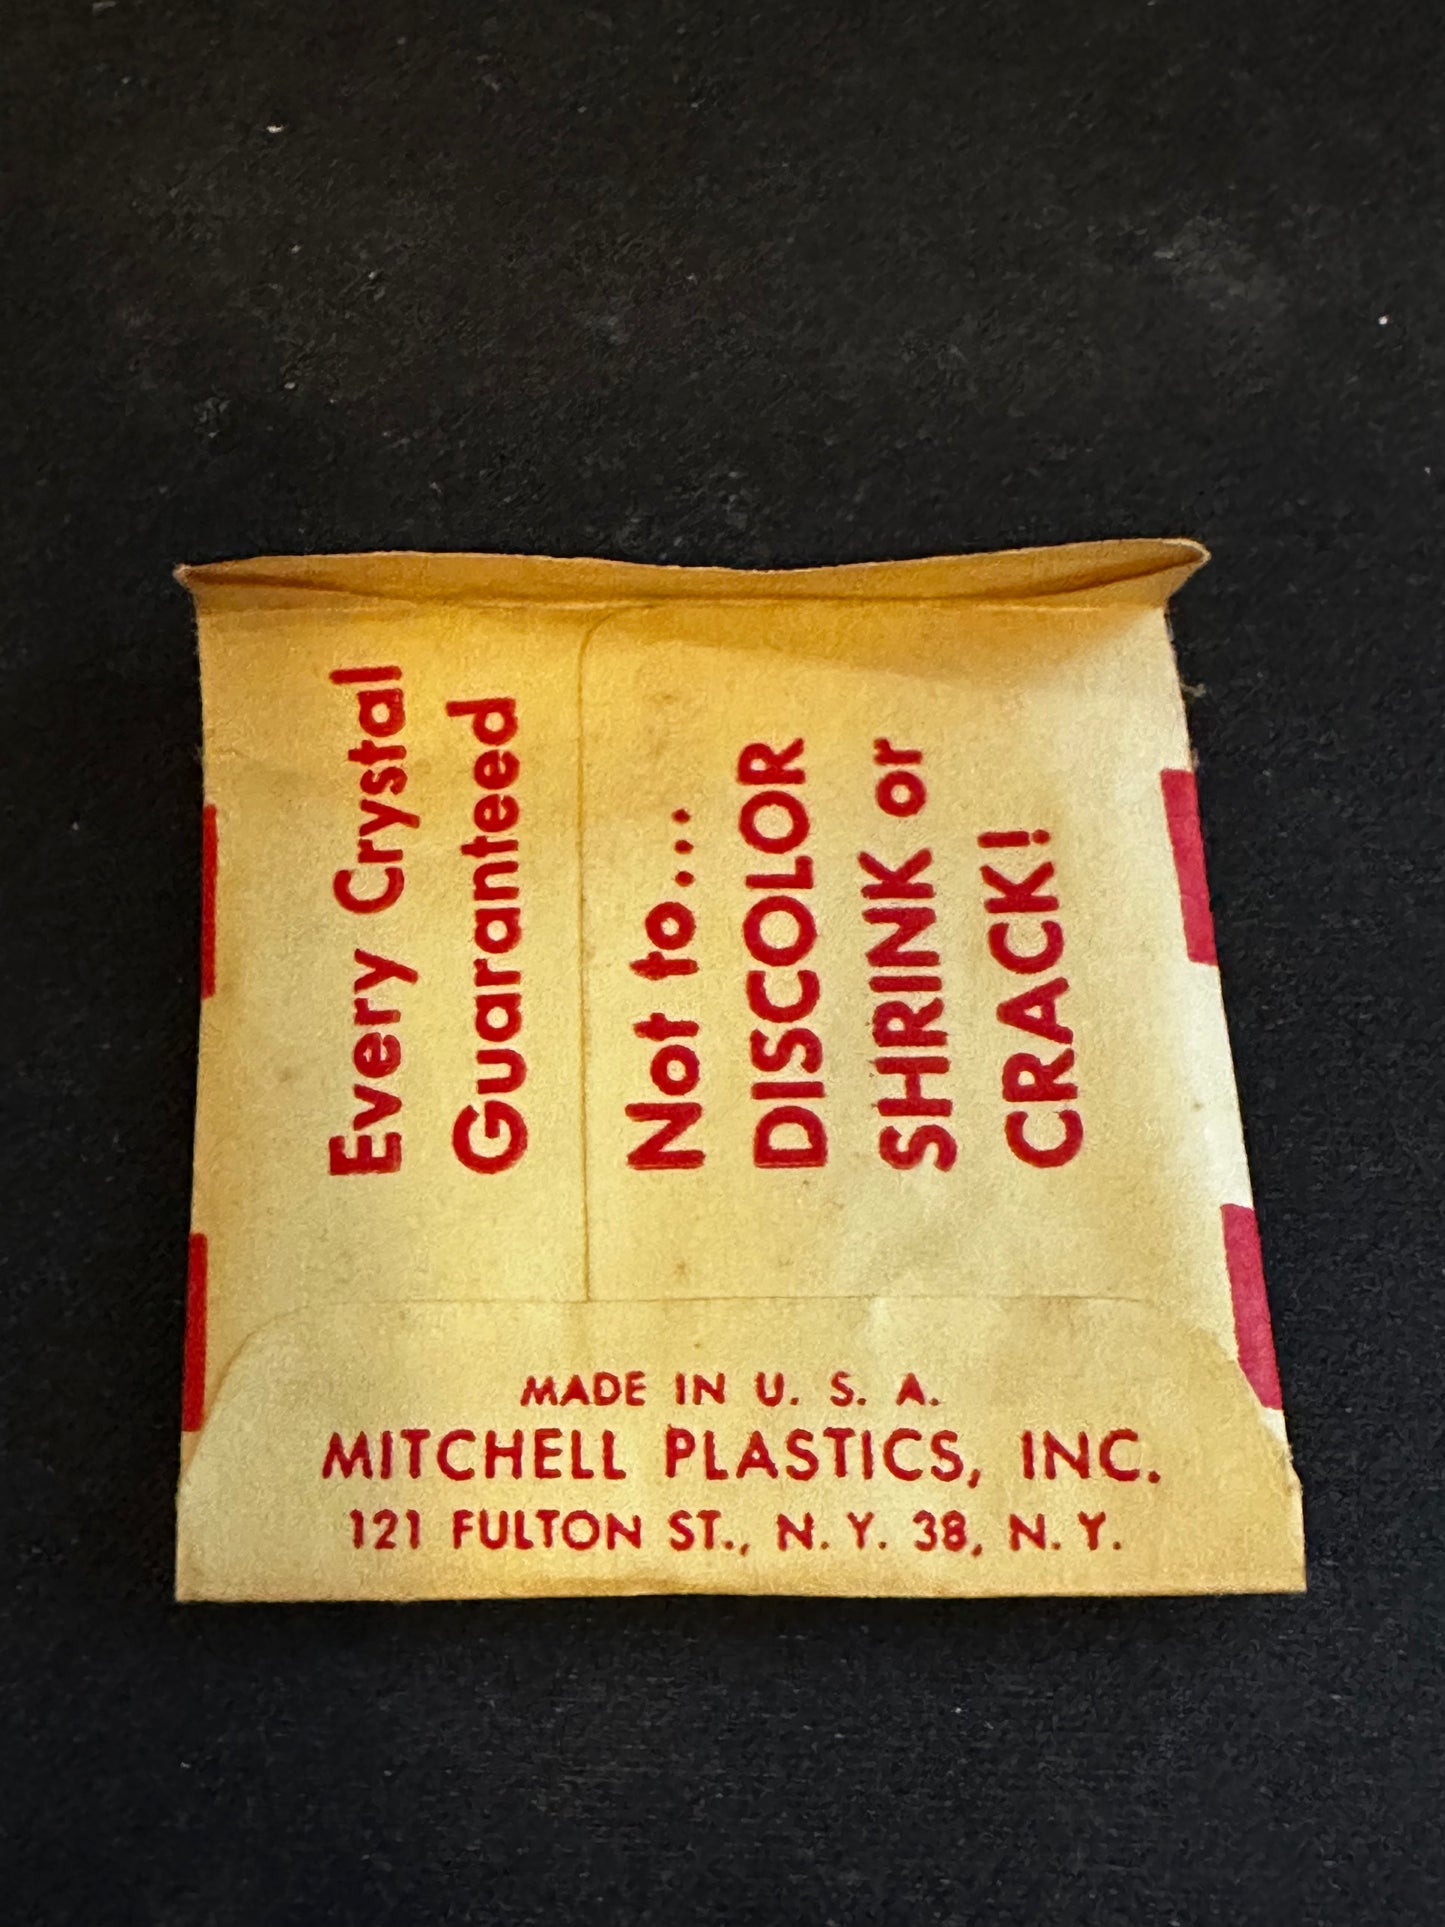 Every Crystal
Guaranteed
Not to...
DISCOLOR
SHRINK or
CRACK!
MADE IN U. S. A.
MITCHELL PLASTICS, INC.
121 FULTON ST., N. Y. 38, N. Y.